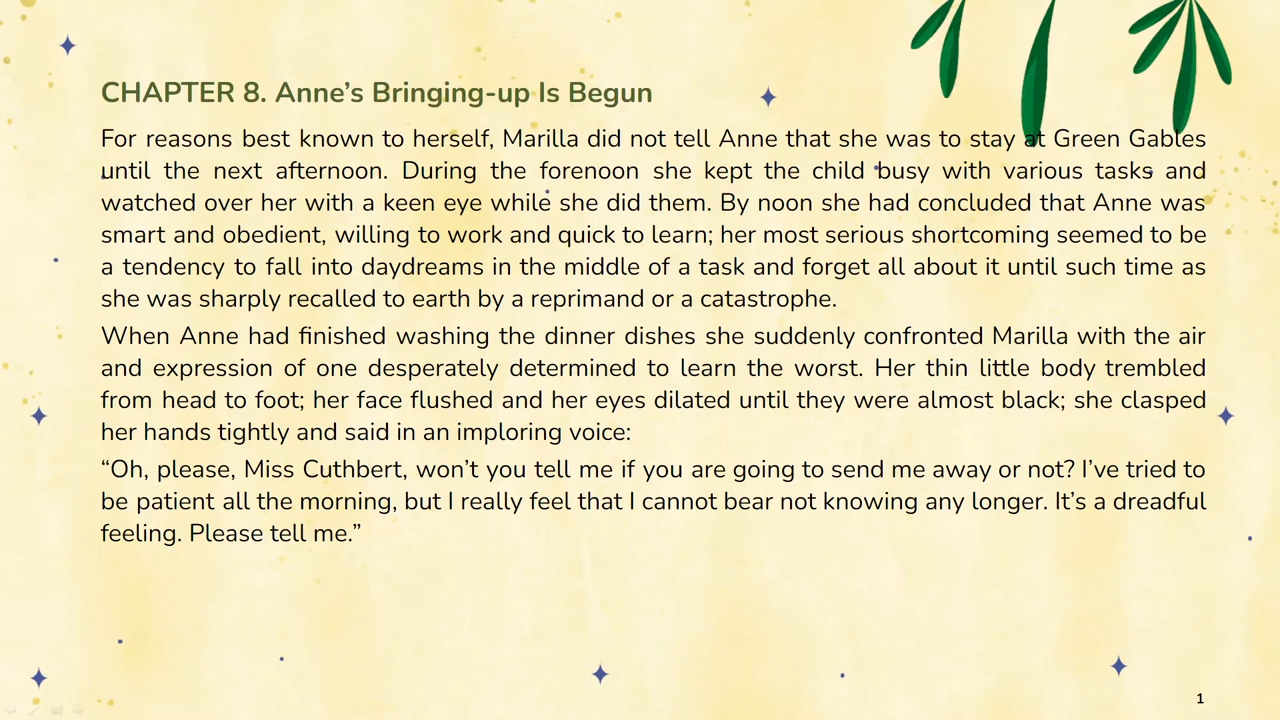 CHAPTER 8. Anne’s Bringing-up Is Begun
For reasons best known to herself, Marilla did not tell Anne that she was to stay at Green Gables
until the next afternoon. During the forenoon she kept the child busy with various tasks and
watched over her with a keen eye while she did them. By noon she had concluded that Anne was
smart and obedient, willing to work and quick to learn; her most serious shortcoming seemed to be
a tendency to fall into daydreams in the middle of a task and forget all about it until such time as
she was sharply recalled to earth by a reprimand or a catastrophe.
When Anne had finished washing the dinner dishes she suddenly confronted Marilla with the air
and expression of one desperately determined to learn the worst. Her thin little body trembled
from head to foot; her face flushed and her eyes dilated until they were almost black; she clasped
her hands tightly and said in an imploring voice:
“Oh, please, Miss Cuthbert, won’t you tell me if you are going to send me away or not? I’ve tried to
be patient all the morning, but I really feel that I cannot bear not knowing any longer. It’s a dreadful
feeling. Please tell me.”
1